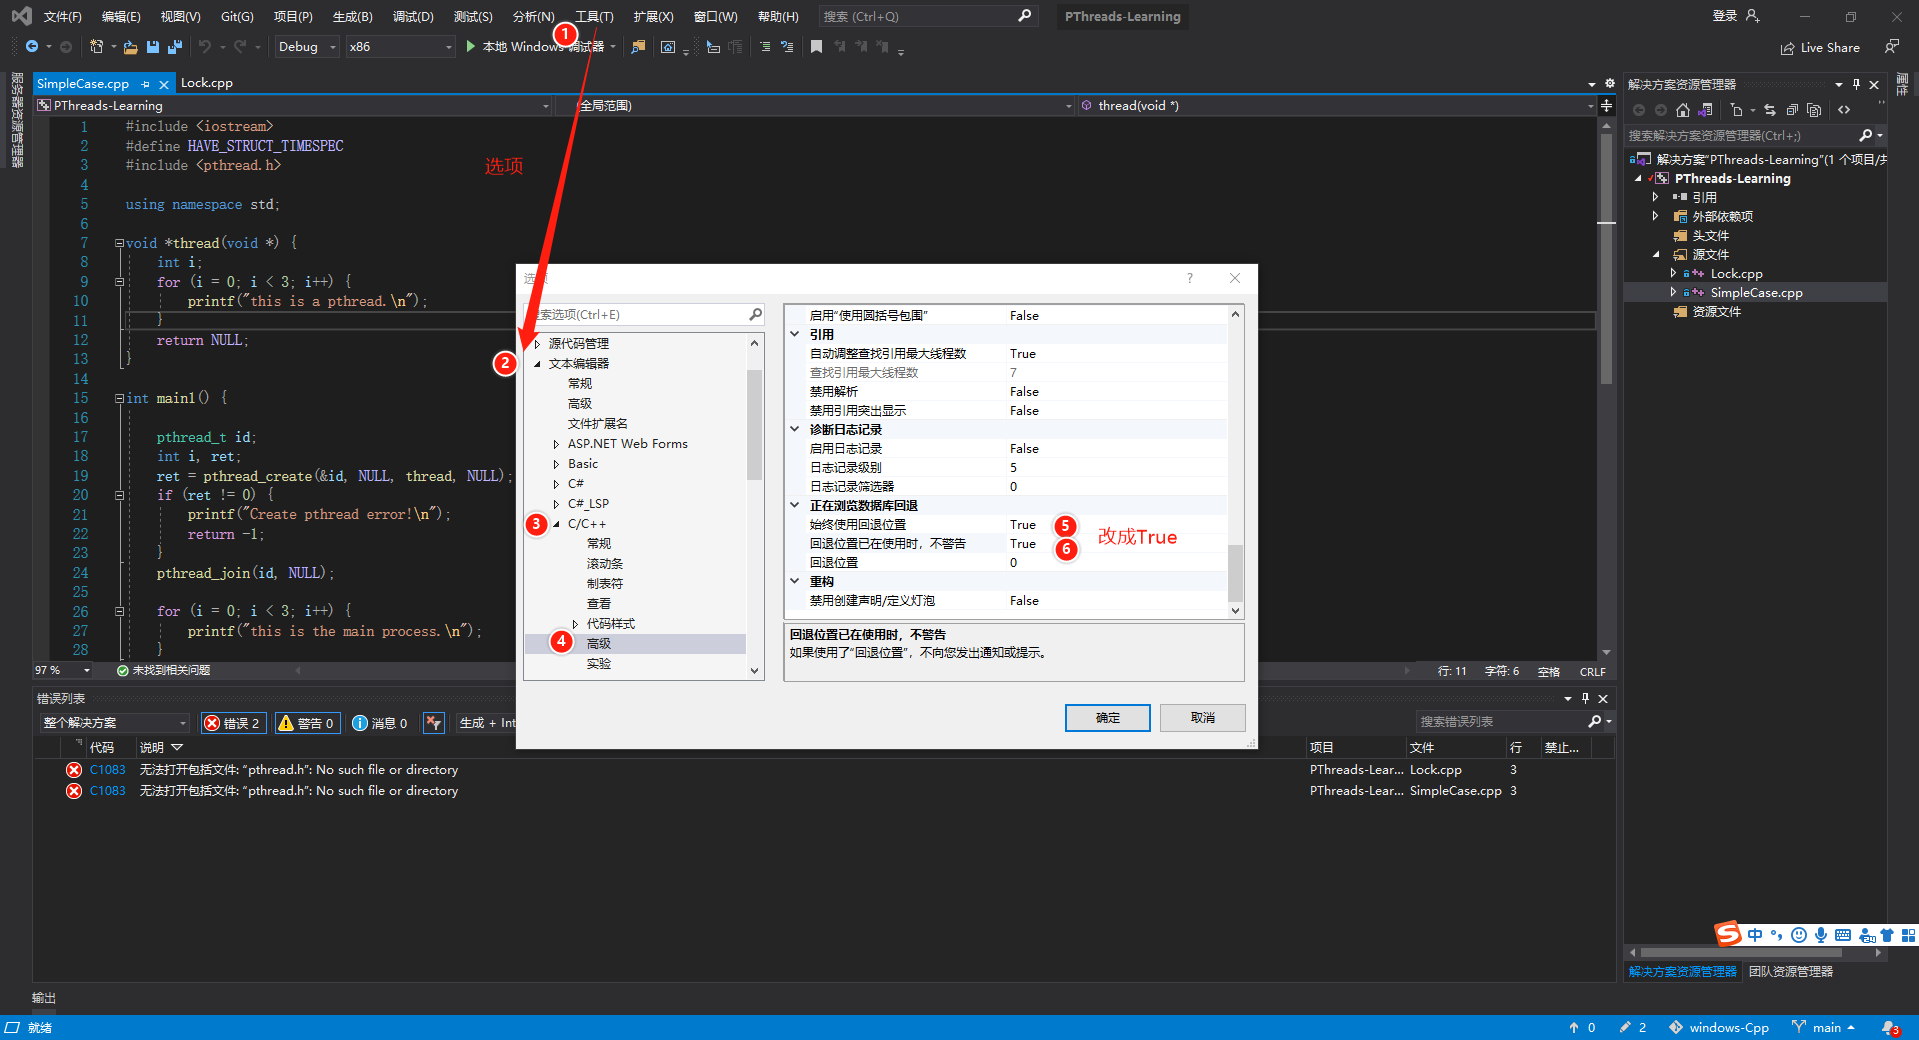 文件(F) 编辑(E) 视图(V) Git(G) 项目(P) 生成(B) 调试(D) 测试(S) 分析(N) 工具(T) 扩展(X) 窗口(W) 帮助(H) 搜索 (Ctrl+Q) PThreads-Learning 登录
1
Debug x86 本地 Windows 调试器 Live Share
服务器资源管理器
SimpleCase.cpp Lock.cpp
PThreads-Learning (全局范围) thread(void *)
1 #include <iostream>
2 #define HAVE_STRUCT_TIMESPEC
3 #include <pthread.h>
4
5 using namespace std;
6
7 void *thread(void *) {
8 int i;
9 for (i = 0; i < 3; i++) {
10 printf("this is a pthread.\n");
11 }
12 return NULL;
13 }
14
15 int main1() {
16
17 pthread_t id;
18 int i, ret;
19 ret = pthread_create(&id, NULL, thread, NULL);
20 if (ret != 0) {
21 printf("Create pthread error!\n");
22 return -1;
23 }
24 pthread_join(id, NULL);
25
26 for (i = 0; i < 3; i++) {
27 printf("this is the main process.\n");
28 }
选项
97 % 未找到相关问题 行: 11 字符: 6 空格 CRLF
选项 ?
搜索选项(Ctrl+E)
源代码管理
2 文本编辑器
常规
高级
文件扩展名
ASP.NET Web Forms
Basic
C#
C#_LSP
3 C/C++
常规
滚动条
制表符
查看
代码样式
4 高级
实验
启用“使用圆括号包围” False
引用
自动调整查找引用最大线程数 True
查找引用最大线程数 7
禁用解析 False
禁用引用突出显示 False
诊断日志记录
启用日志记录 False
日志记录级别 5
日志记录筛选器 0
正在浏览数据库回退
始终使用回退位置 True 5
回退位置已在使用时，不警告 True 6
改成True
回退位置 0
重构
禁用创建声明/定义灯泡 False
回退位置已在使用时，不警告
如果使用了“回退位置”，不向您发出通知或提示。
确定 取消
解决方案资源管理器
搜索解决方案资源管理器(Ctrl+;)
解决方案"PThreads-Learning"(1 个项目/共
PThreads-Learning
引用
外部依赖项
头文件
源文件
Lock.cpp
SimpleCase.cpp
资源文件
属性
错误列表
整个解决方案 错误 2 警告 0 消息 0 生成 + Int 搜索错误列表
代码 说明 项目 文件 行 禁止...
C1083 无法打开包括文件: “pthread.h”: No such file or directory PThreads-Lear... Lock.cpp 3
C1083 无法打开包括文件: “pthread.h”: No such file or directory PThreads-Lear... SimpleCase.cpp 3
S 中
解决方案资源管理器 团队资源管理器
输出
就绪 0 2 windows-Cpp main 3